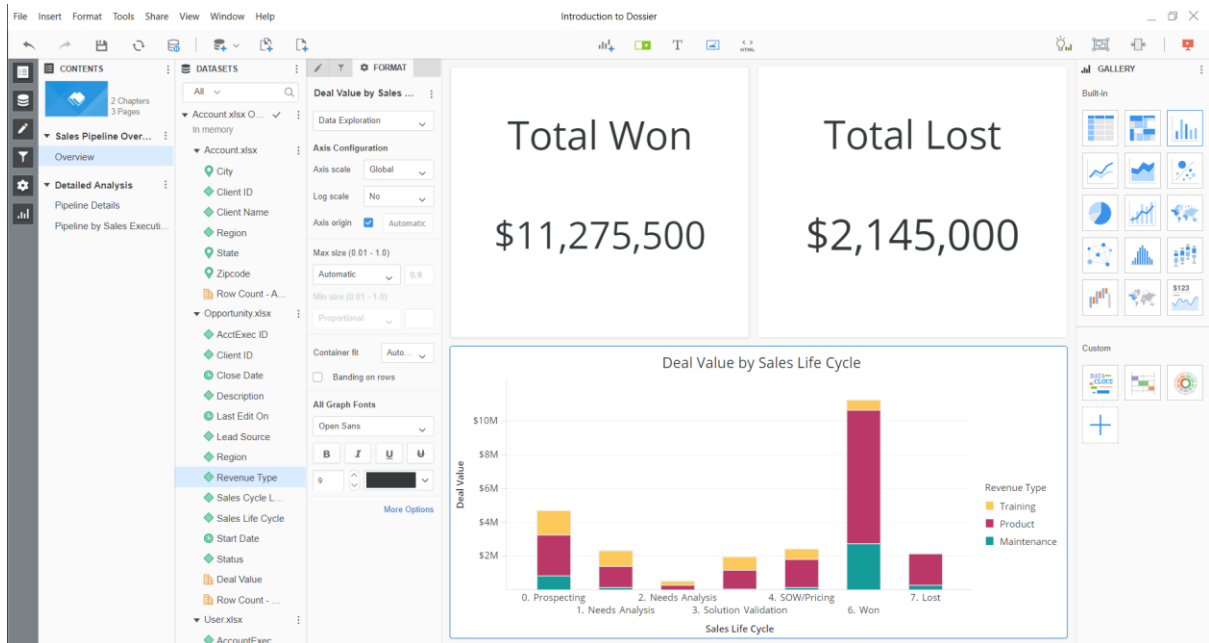 File Insert Format Tools Share View Window Help
Introduction to Dossier
T
HTML
CONTENTS
2 Chapters
3 Pages
Sales Pipeline Over...
Overview
Detailed Analysis
Pipeline Details
Pipeline by Sales Executi...
DATASETS
All
Account.xlsx O...
In memory
Account.xlsx
City
Client ID
Client Name
Region
State
Zipcode
Row Count - A...
Opportunity.xlsx
AcctExec ID
Client ID
Close Date
Description
Last Edit On
Lead Source
Region
Revenue Type
Sales Cycle L...
Sales Life Cycle
Start Date
Status
Deal Value
Row Count - ...
User.xlsx
AccountExec
FORMAT
Deal Value by Sales ...
Data Exploration
Axis Configuration
Axis scale Global
Log scale No
Axis origin Automatic
Max size (0.01 - 1.0)
Automatic 0.9
Min size (0.01 - 1.0)
Proportional
Container fit Auto...
Banding on rows
All Graph Fonts
Open Sans
B I U U
9
More Options
Total Won
$11,275,500
Total Lost
$2,145,000
Deal Value by Sales Life Cycle
Deal Value
$10M
$8M
$6M
$4M
$2M
0. Prospecting 2. Needs Analysis 4. SOW/Pricing 7. Lost
1. Needs Analysis 3. Solution Validation 6. Won
Sales Life Cycle
Revenue Type
Training
Product
Maintenance
GALLERY
Built-in
$123
Custom
DATA
CLOUD